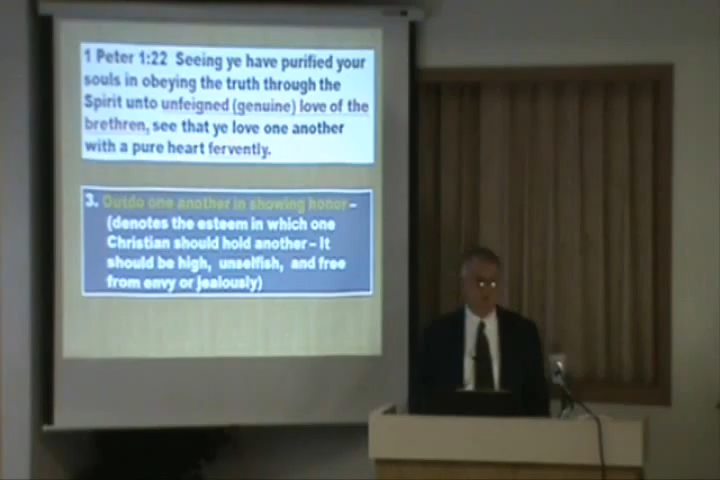 1 Peter 1:22 Seeing ye have purified your
souls in obeying the truth through the
Spirit unto unfeigned (genuine) love of the
brethren, see that ye love one another
with a pure heart fervently.
3. Outdo one another in showing honor –
(denotes the esteem in which one
Christian should hold another – It
should be high, unselfish, and free
from envy or jealously)